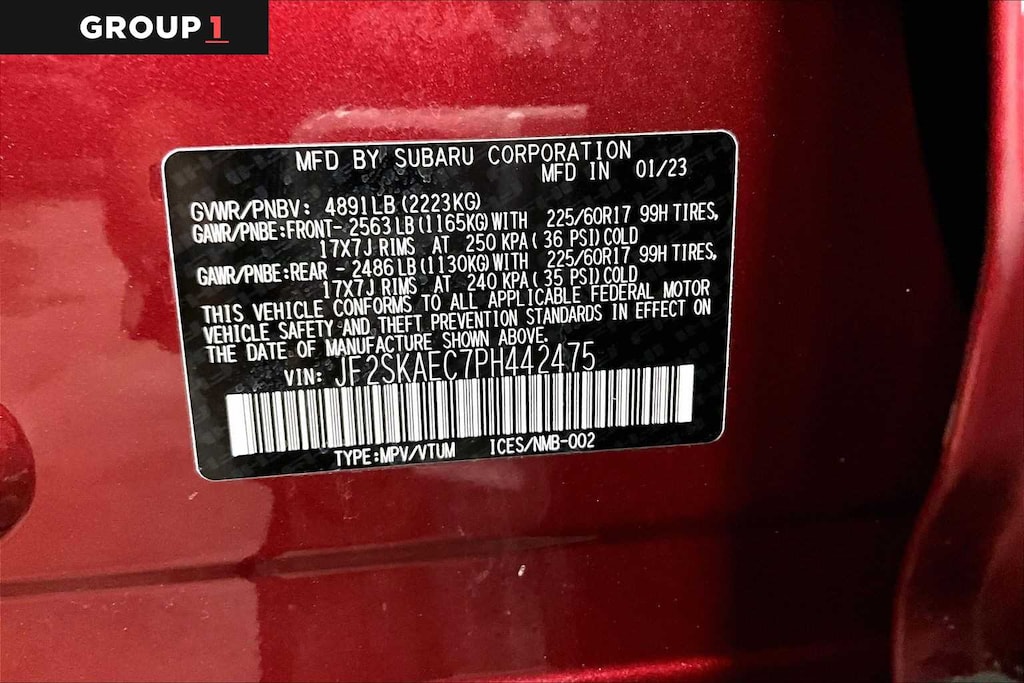 GROUP 1
MFD BY SUBARU CORPORATION
MFD IN 01/23
GVWR/PNBV: 4891LB (2223KG)
GAWR/PNBE:FRONT- 2563LB (1165KG) WITH 225/60R17 99H TIRES,
17X7J RIMS AT 250 KPA ( 36 PSI) COLD
GAWR/PNBE:REAR - 2486LB (1130KG) WITH 225/60R17 99H TIRES,
17X7J RIMS AT 240 KPA ( 35 PSI) COLD
THIS VEHICLE CONFORMS TO ALL APPLICABLE FEDERAL MOTOR
VEHICLE SAFETY AND THEFT PREVENTION STANDARDS IN EFFECT ON
THE DATE OF MANUFACTURE SHOWN ABOVE.
VIN: JF2SKAEC7PH442475
TYPE:MPV/VTUM ICES/NMB-002